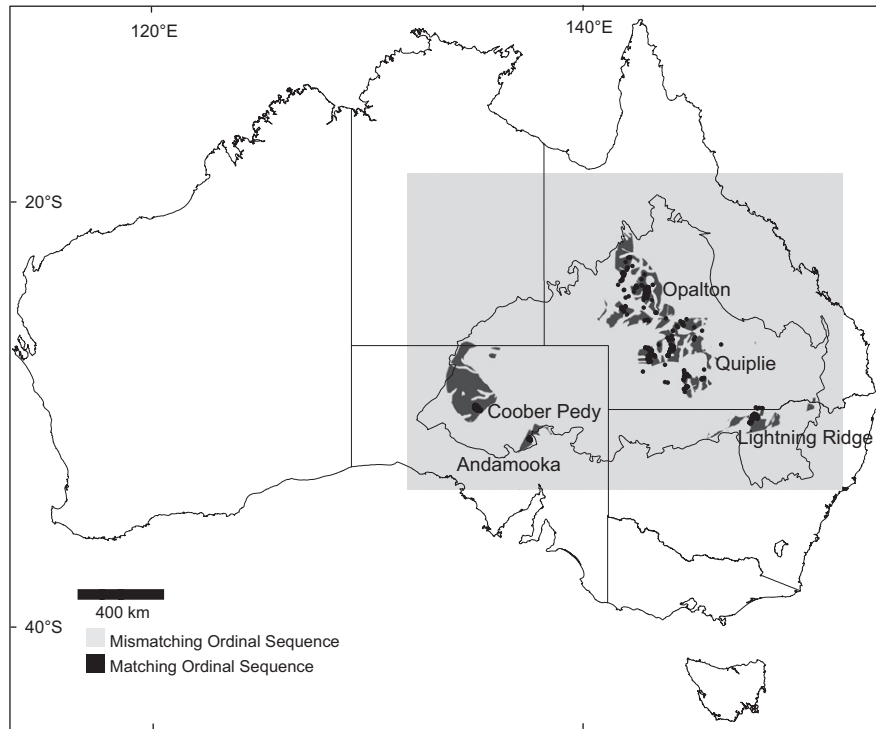 120°E
140°E
20°S
Opalton
Quiplie
Coober Pedy
Lightning Ridge
Andamooka
400 km
40°S
Mismatching Ordinal Sequence
Matching Ordinal Sequence